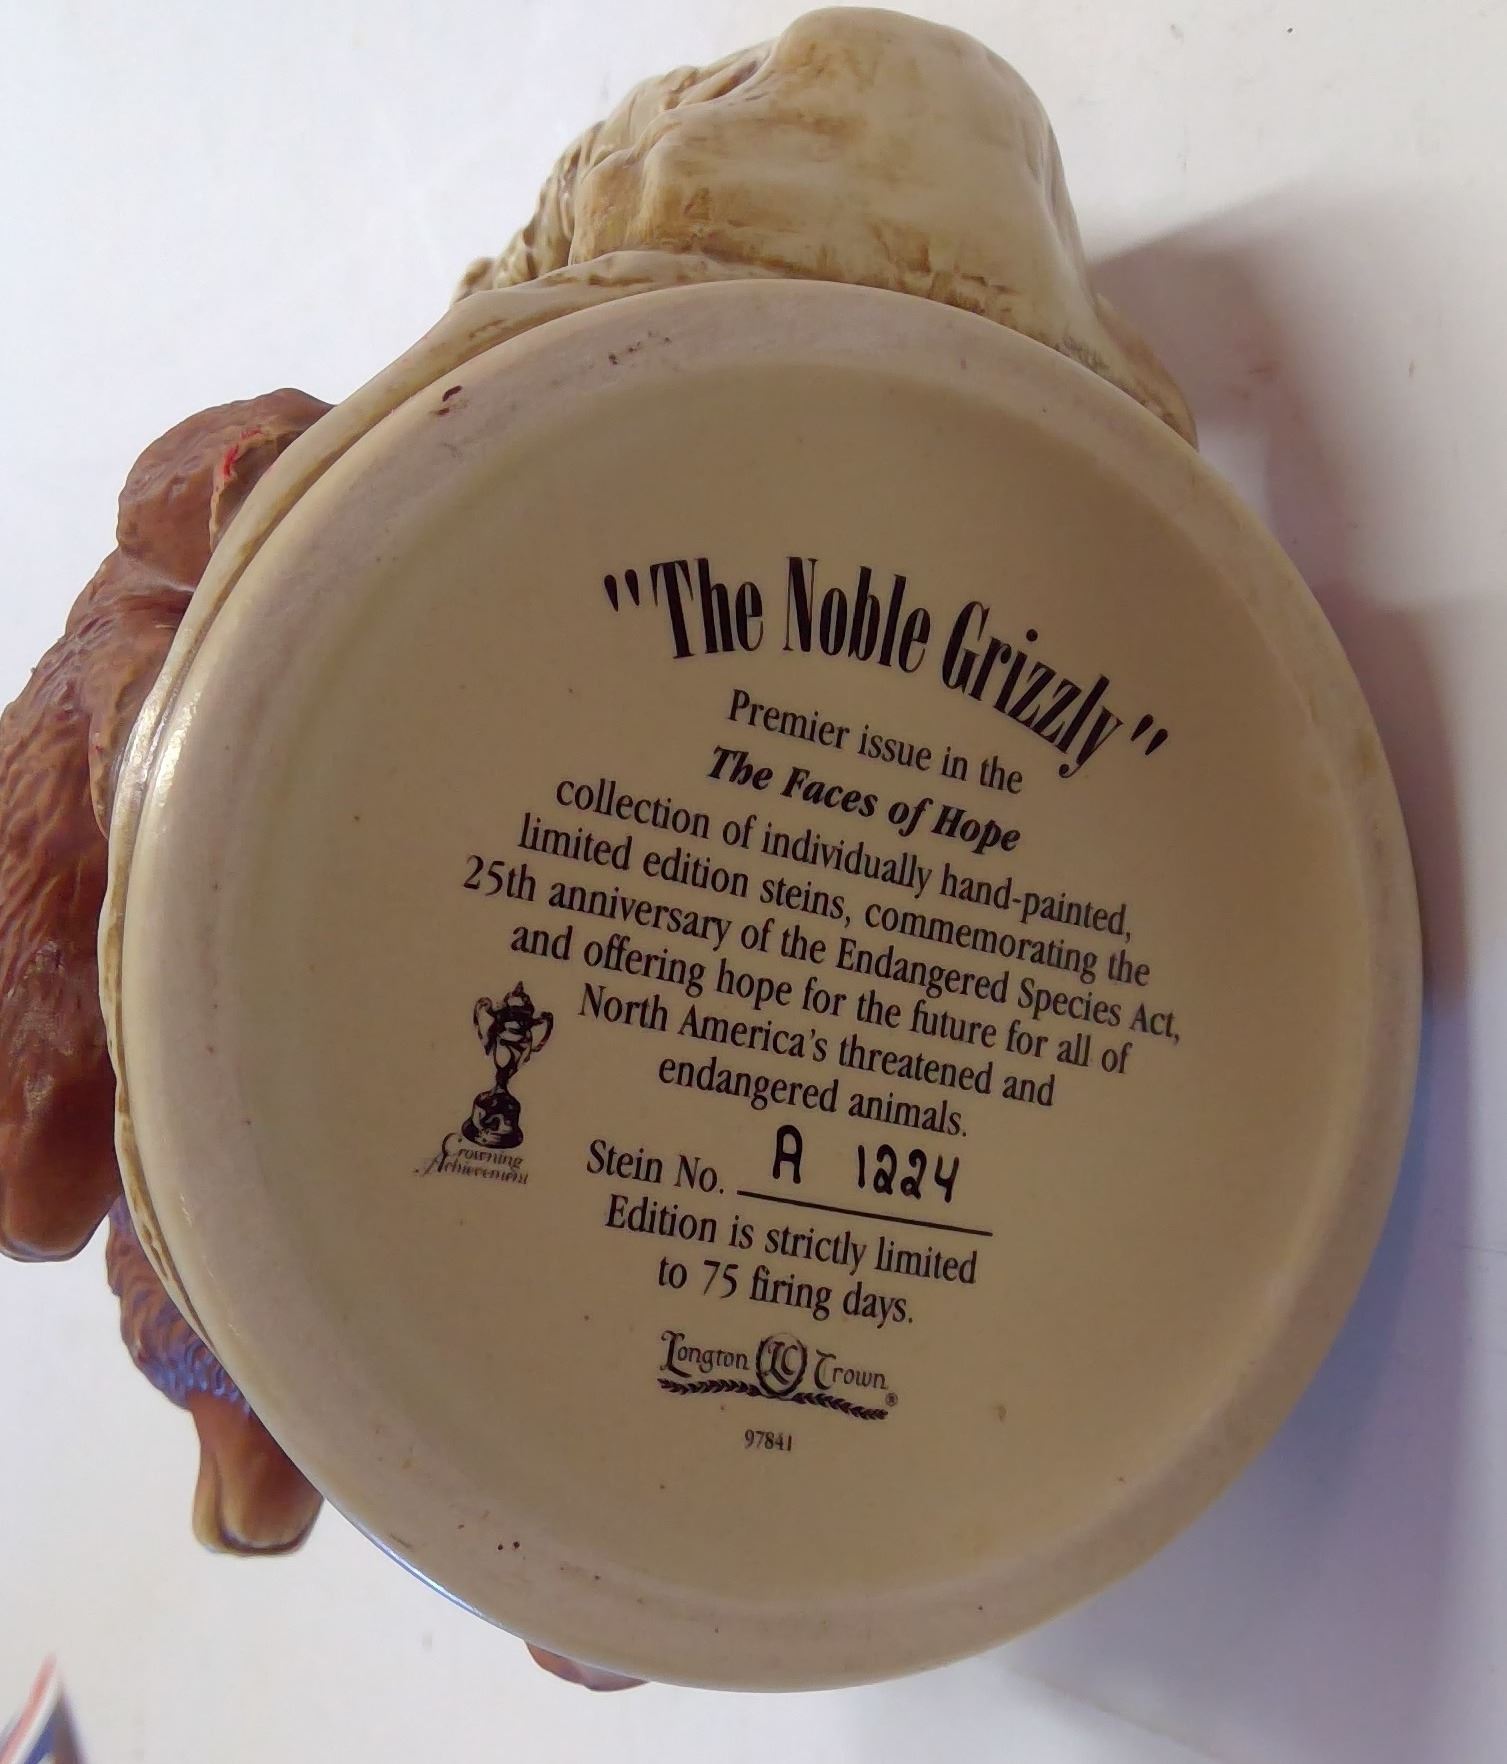 "The Noble Grizzly"
Premier issue in the
The Faces of Hope
collection of individually hand-painted,
limited edition steins, commemorating the
25th anniversary of the Endangered Species Act,
and offering hope for the future for all of
North America's threatened and
endangered animals.
Crowning
Achievement
Stein No. A 1224
Edition is strictly limited
to 75 firing days.
Longton LC Crown ®
97841